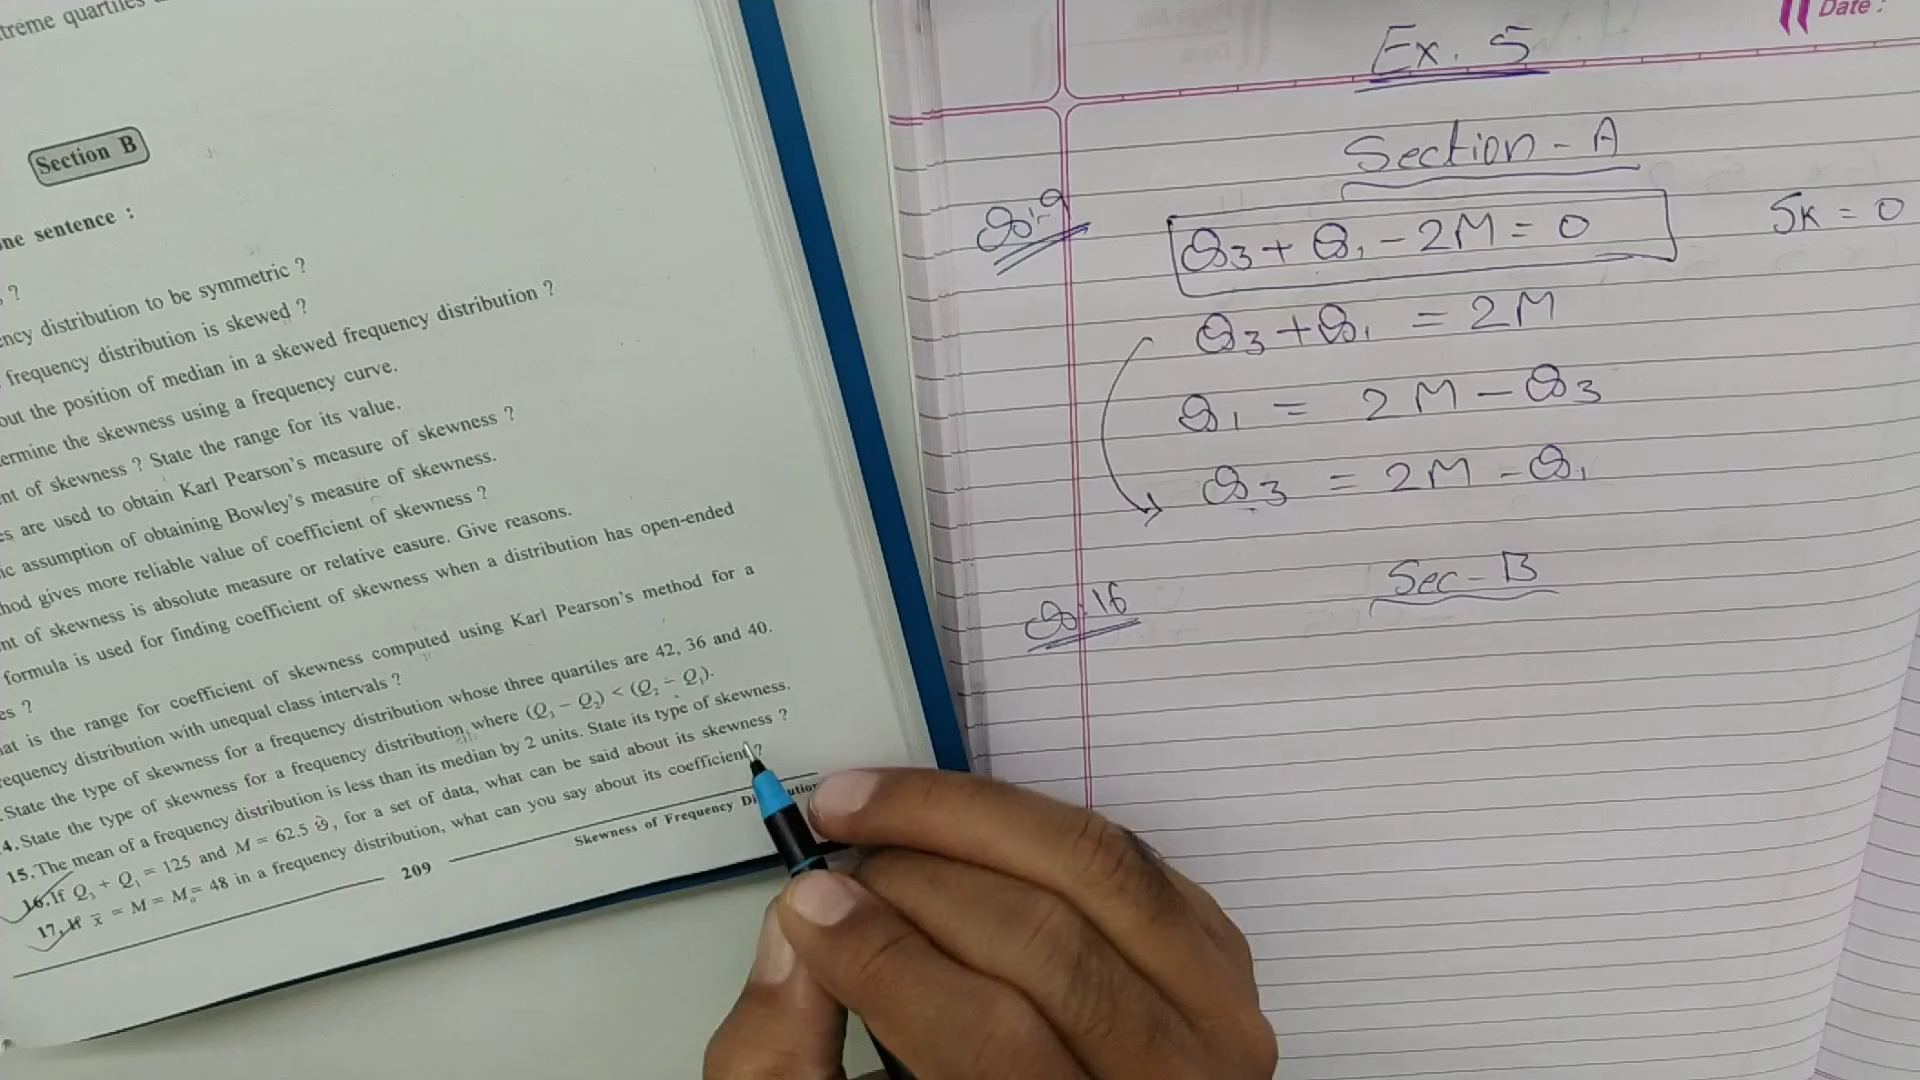 treme quartiles
Section B
ne sentence :
?
ency distribution to be symmetric ?
frequency distribution is skewed ?
out the position of median in a skewed frequency distribution ?
ermine the skewness using a frequency curve.
nt of skewness ? State the range for its value.
es are used to obtain Karl Pearson's measure of skewness ?
ic assumption of obtaining Bowley's measure of skewness.
hod gives more reliable value of coefficient of skewness ?
nt of skewness is absolute measure or relative easure. Give reasons.
formula is used for finding coefficient of skewness when a distribution has open-ended
es ?
at is the range for coefficient of skewness computed using Karl Pearson's method for a
requency distribution with unequal class intervals ?
State the type of skewness for a frequency distribution whose three quartiles are 42, 36 and 40.
4. State the type of skewness for a frequency distribution where (Q₃ − Q₂) < (Q₂ − Q₁).
15. The mean of a frequency distribution is less than its median by 2 units. State its type of skewness.
16. If Q₃ + Q₁ = 125 and M = 62.5, for a set of data, what can be said about its skewness ?
17. If x̄ = M = Mₒ = 48 in a frequency distribution, what can you say about its coefficient ?
209
Skewness of Frequency Di
Date :
Ex. 5
Section - A
Q:-9
Q₃ + Q₁ - 2M = 0
SK = 0
Q₃ + Q₁ = 2M
Q₁ = 2M - Q₃
Q₃ = 2M - Q₁
Sec - B
Q:16